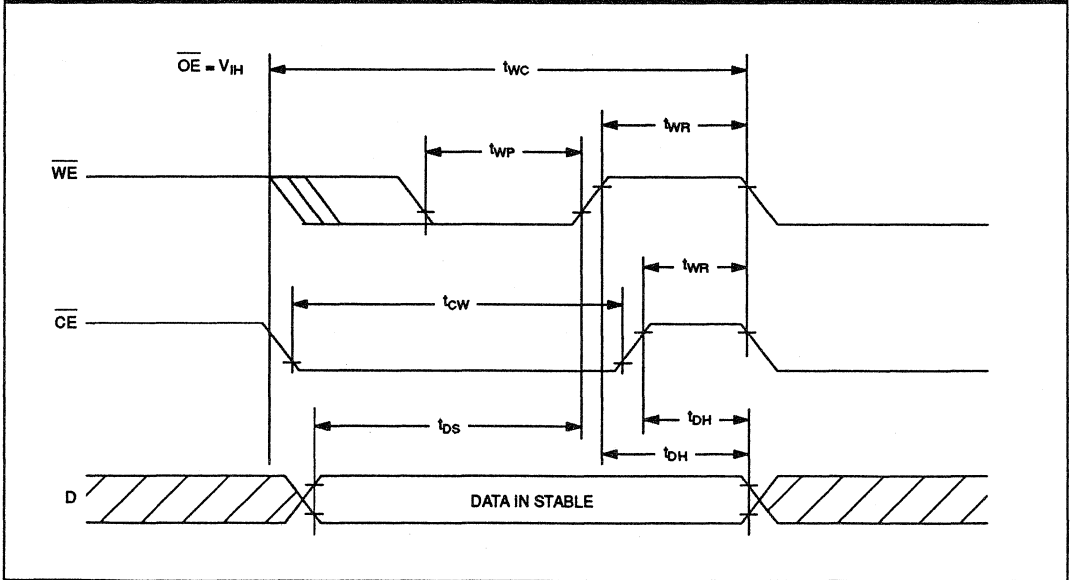 OE = VIH
tWC
tWR
tWP
WE
tWR
tCW
CE
tDH
tDS
tDH
D
DATA IN STABLE